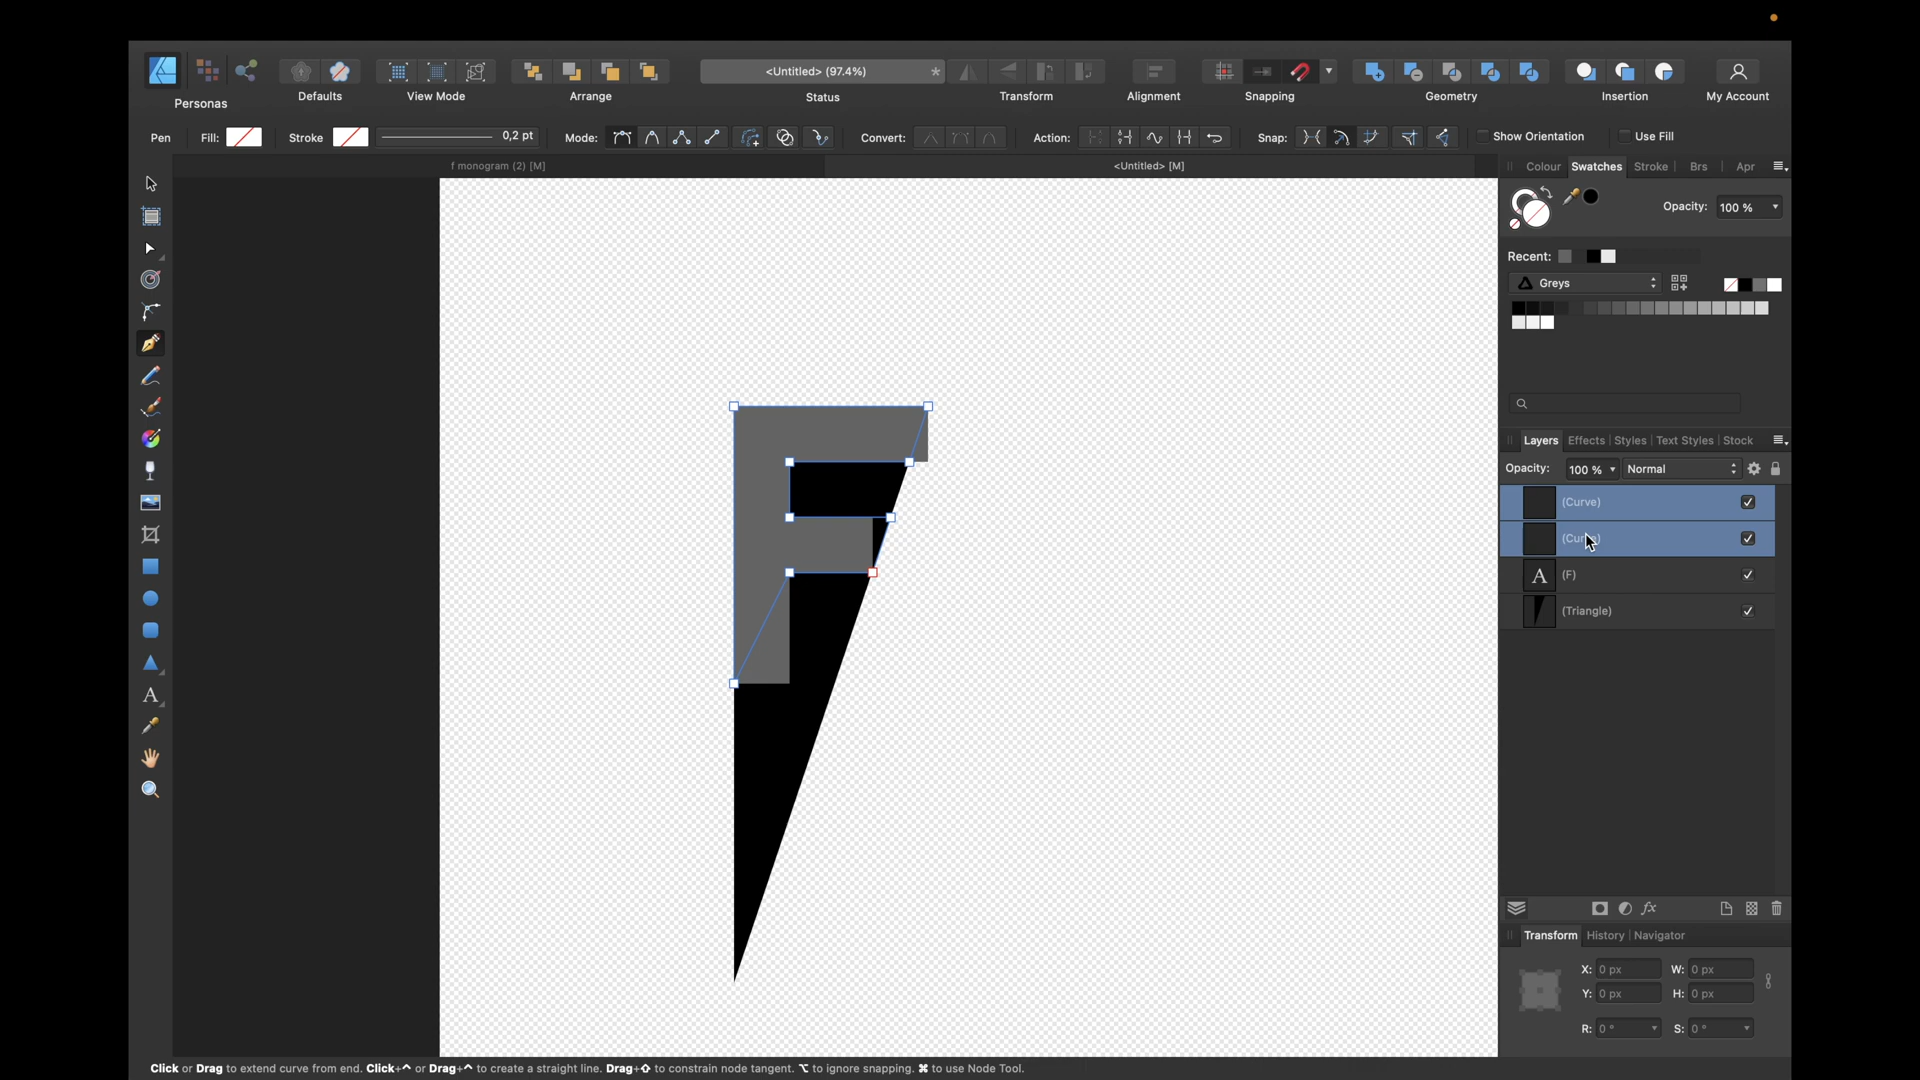 <Untitled> (97.4%)
*
Personas
Defaults
View Mode
Arrange
Status
Transform
Alignment
Snapping
Geometry
Insertion
My Account
Pen
Fill:
Stroke
0,2 pt
Mode:
Convert:
Action:
Snap:
Show Orientation
Use Fill
f monogram (2) [M]
<Untitled> [M]
Colour
Swatches
Stroke
Brs
Apr
Opacity:
100 %
Recent:
Greys
Layers
Effects
Styles
Text Styles
Stock
Opacity:
100 %
Normal
(Curve)
A
(F)
(Triangle)
A
fx
Transform
History
Navigator
X:
0 px
W:
0 px
Y:
0 px
H:
0 px
R:
0 °
S:
0 °
F
Click or Drag to extend curve from end. Click+⌃ or Drag+⌃ to create a straight line. Drag+⇧ to constrain node tangent. ⌥ to ignore snapping. ⌘ to use Node Tool.